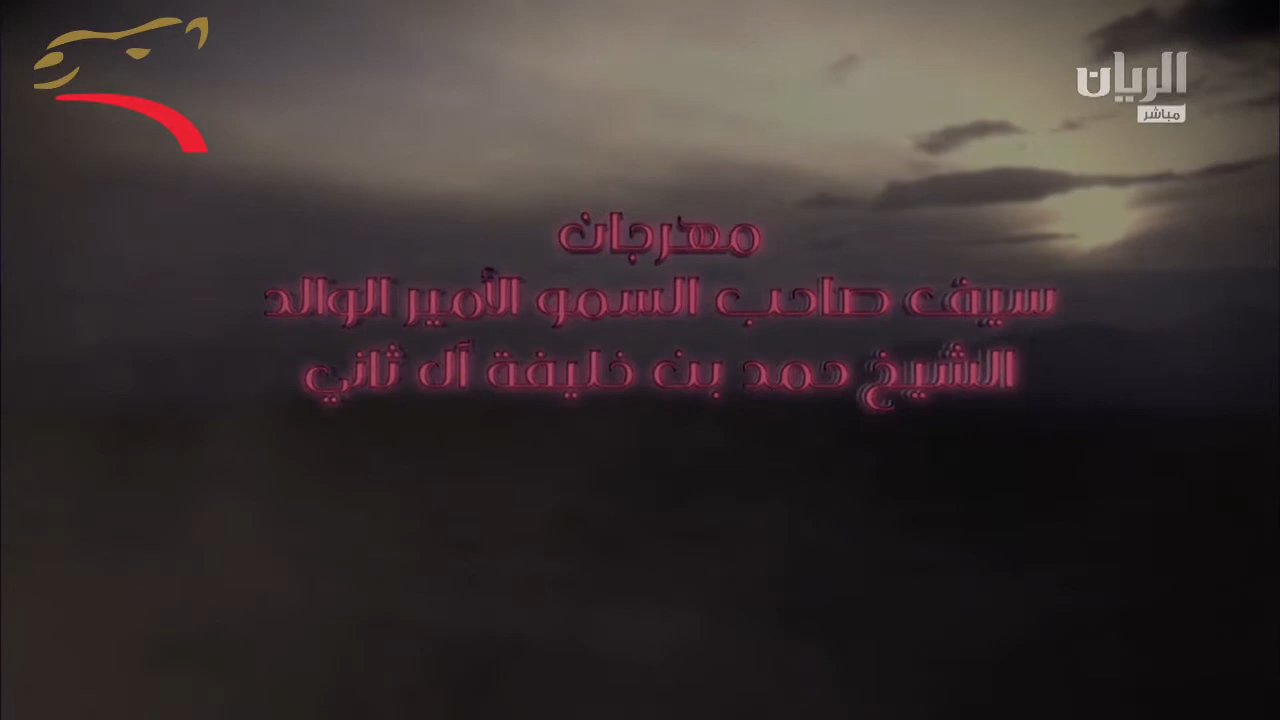 الريان
مباشر
مهرجان
سيف صاحب السمو الأمير الوالد
الشيخ حمد بن خليفة آل ثاني